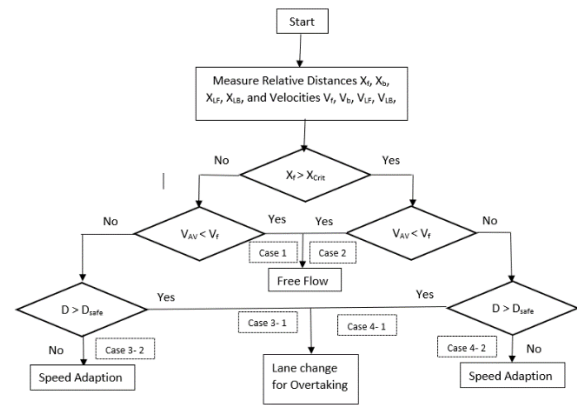 Start
Measure Relative Distances Xf, Xb,
XLF, XLB, and Velocities Vf, Vb, VLF, VLB,
No
Xf > XCrit
Yes
No
VAV < Vf
Yes
Yes
VAV < Vf
No
Case 1
Case 2
Free Flow
D > Dsafe
Yes
Yes
D > Dsafe
Case 3- 1
Case 4- 1
No
Case 3- 2
Case 4- 2
No
Speed Adaption
Lane change
for Overtaking
Speed Adaption